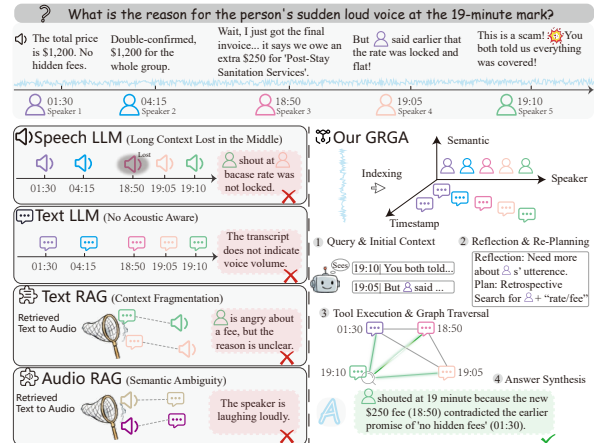 ? What is the reason for the person's sudden loud voice at the 19-minute mark?
The total price
is $1,200. No
hidden fees.
Double-confirmed,
$1,200 for the
whole group.
Wait, I just got the final
invoice... it says we owe an
extra $250 for 'Post-Stay
Sanitation Services'.
But said earlier that
the rate was locked and
flat!
This is a scam! You
both told us everything
was covered!
01:30
Speaker 1
04:15
Speaker 2
18:50
Speaker 3
19:05
Speaker 4
19:10
Speaker 5
Speech LLM (Long Context Lost in the Middle)
Lost
01:30 04:15 18:50 19:05 19:10
shout at
bacase rate was
not locked.
Text LLM (No Acoustic Aware)
01:30 04:15 18:50 19:05 19:10
The transcript
does not indicate
voice volume.
Text RAG (Context Fragmentation)
Retrieved
Text to Audio
is angry about
a fee, but the
reason is unclear.
Audio RAG (Semantic Ambiguity)
Retrieved
Text to Audio
The speaker is
laughing loudly.
Our GRGA
Indexing
Semantic
Speaker
Timestamp
1 Query & Initial Context
Sees
19:10 You both told...
19:05 But said ...
2 Reflection & Re-Planning
Reflection: Need more
about s' utterence.
Plan: Retrospective
Search for + "rate/fee"
3 Tool Execution & Graph Traversal
01:30 18:50
19:10 19:05
4 Answer Synthesis
A
shouted at 19 minute because the new
$250 fee (18:50) contradicted the earlier
promise of 'no hidden fees' (01:30).